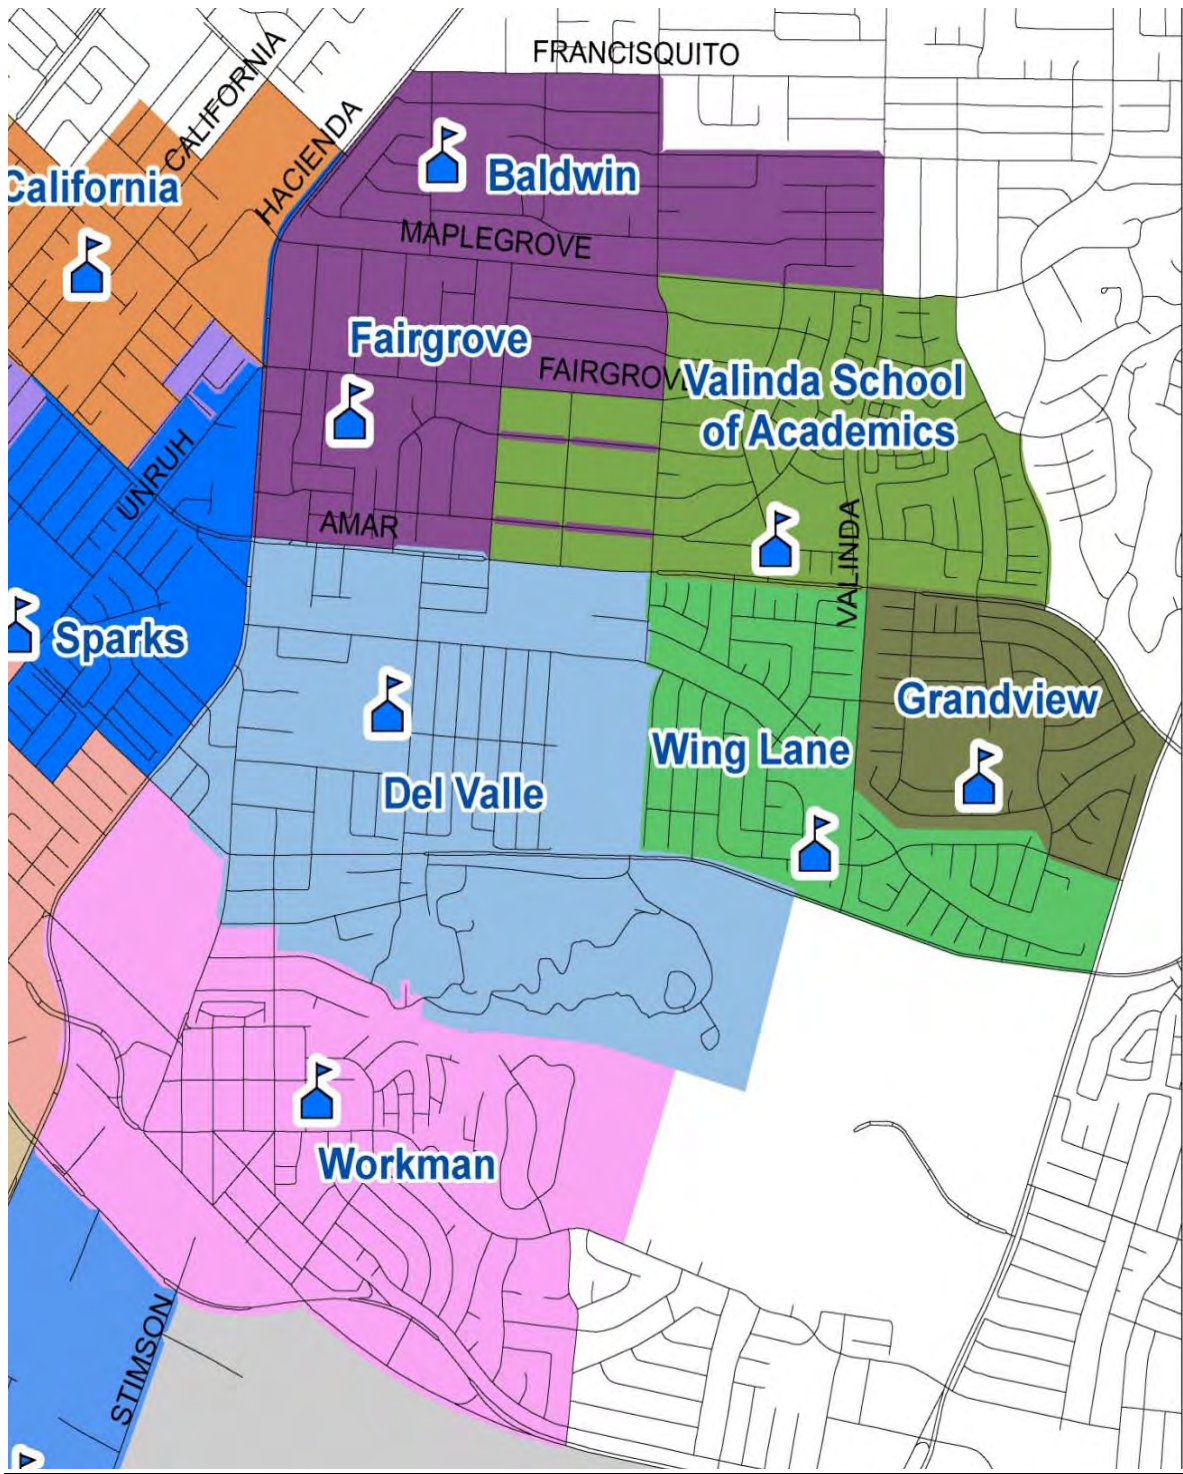 FRANCISQUITO
CALIFORNIA
HACIENDA
California
Baldwin
MAPLEGROVE
Fairgrove
FAIRGROV
Valinda School
of Academics
UNRUH
AMAR
VALINDA
Sparks
Grandview
Wing Lane
Del Valle
Workman
STIMSON